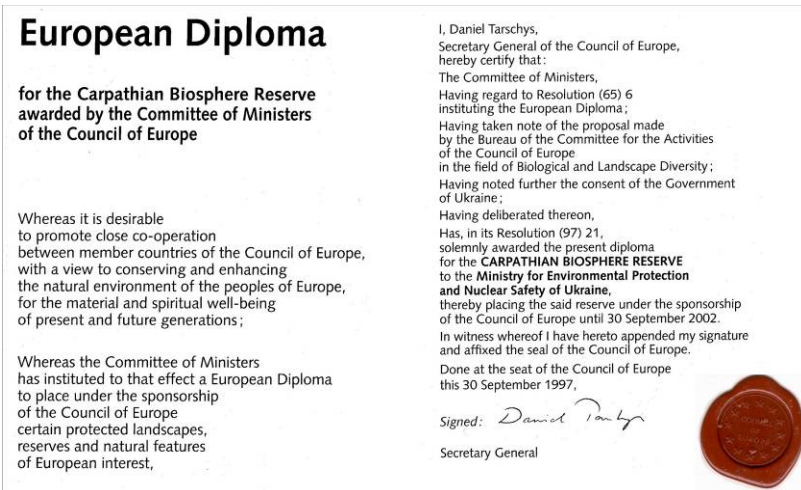 European Diploma
for the Carpathian Biosphere Reserve
awarded by the Committee of Ministers
of the Council of Europe
Whereas it is desirable
to promote close co-operation
between member countries of the Council of Europe,
with a view to conserving and enhancing
the natural environment of the peoples of Europe,
for the material and spiritual well-being
of present and future generations;
Whereas the Committee of Ministers
has instituted to that effect a European Diploma
to place under the sponsorship
of the Council of Europe
certain protected landscapes,
reserves and natural features
of European interest,
I, Daniel Tarschys,
Secretary General of the Council of Europe,
hereby certify that:
The Committee of Ministers,
Having regard to Resolution (65) 6
instituting the European Diploma;
Having taken note of the proposal made
by the Bureau of the Committee for the Activities
of the Council of Europe
in the field of Biological and Landscape Diversity;
Having noted further the consent of the Government
of Ukraine;
Having deliberated thereon,
Has, in its Resolution (97) 21,
solemnly awarded the present diploma
for the CARPATHIAN BIOSPHERE RESERVE
to the Ministry for Environmental Protection
and Nuclear Safety of Ukraine,
thereby placing the said reserve under the sponsorship
of the Council of Europe until 30 September 2002.
In witness whereof I have hereto appended my signature
and affixed the seal of the Council of Europe.
Done at the seat of the Council of Europe
this 30 September 1997,
Signed: Daniel Tarschys
Secretary General